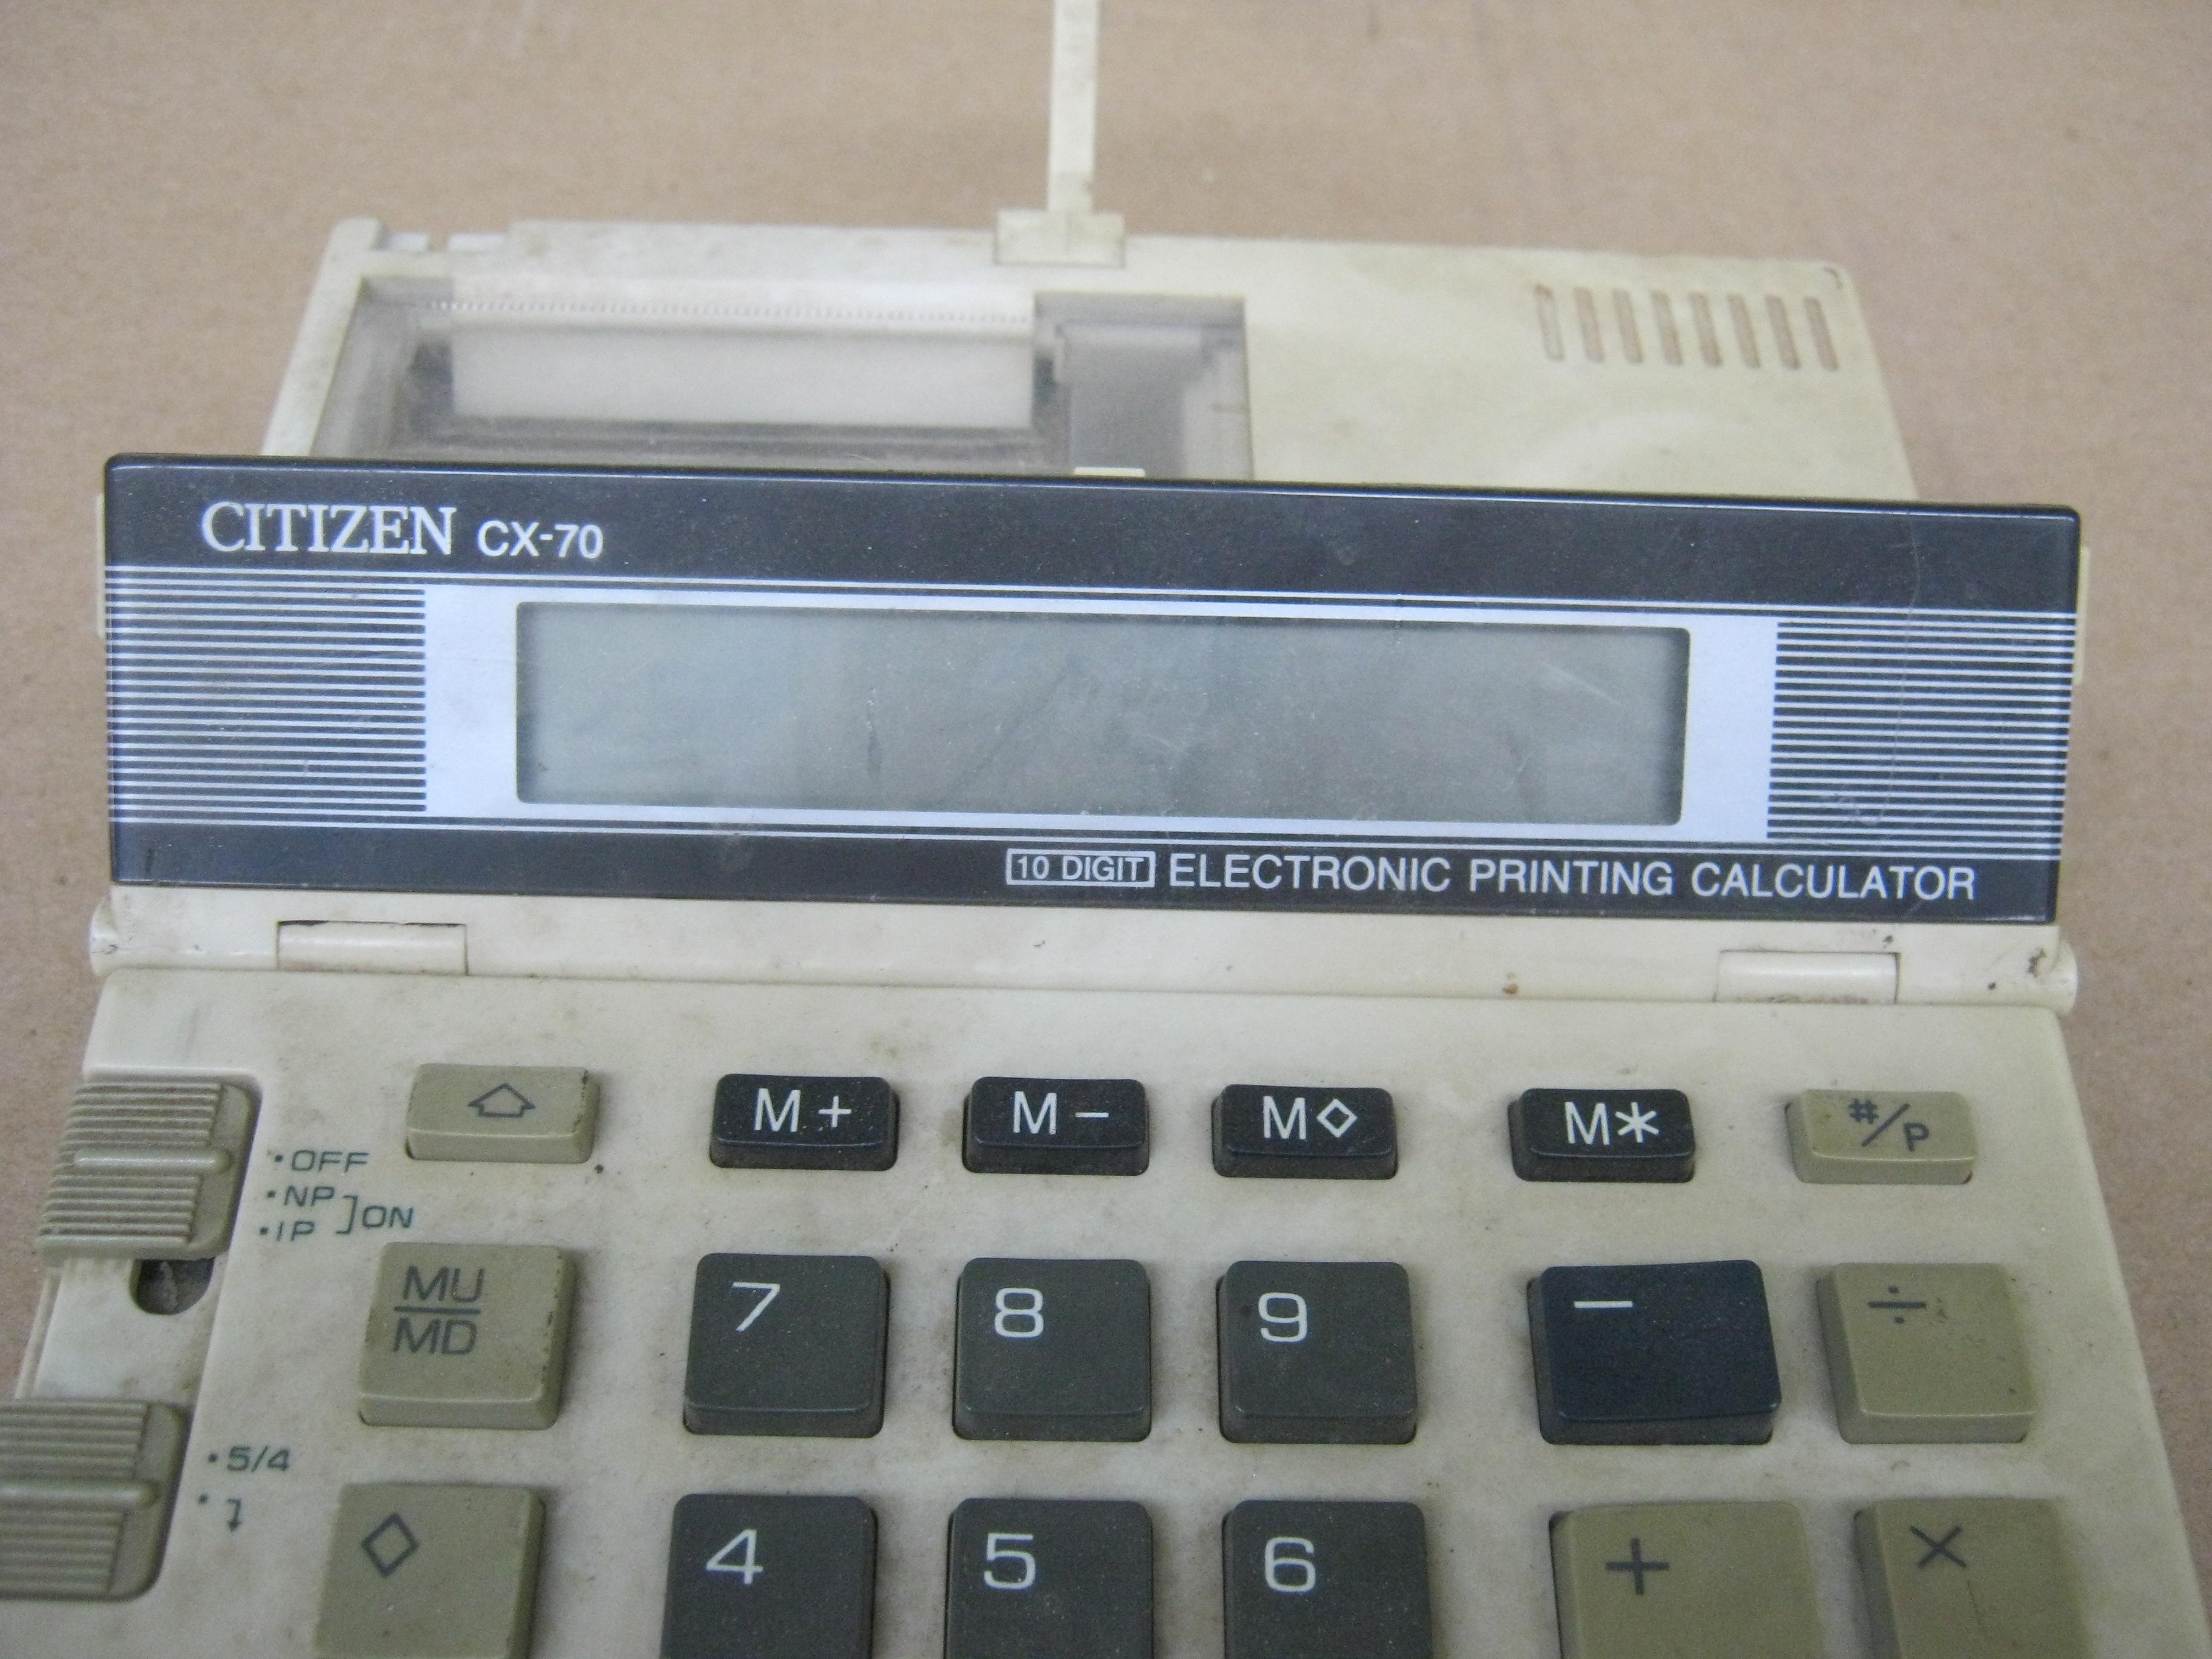 CITIZEN CX-70
10 DIGIT ELECTRONIC PRINTING CALCULATOR
M+ M- M◇ M* #/P
•OFF
•NP
•IP ]ON
MU
MD
7 8 9 − ÷
•5/4
• ↴
◇ 4 5 6 + ×